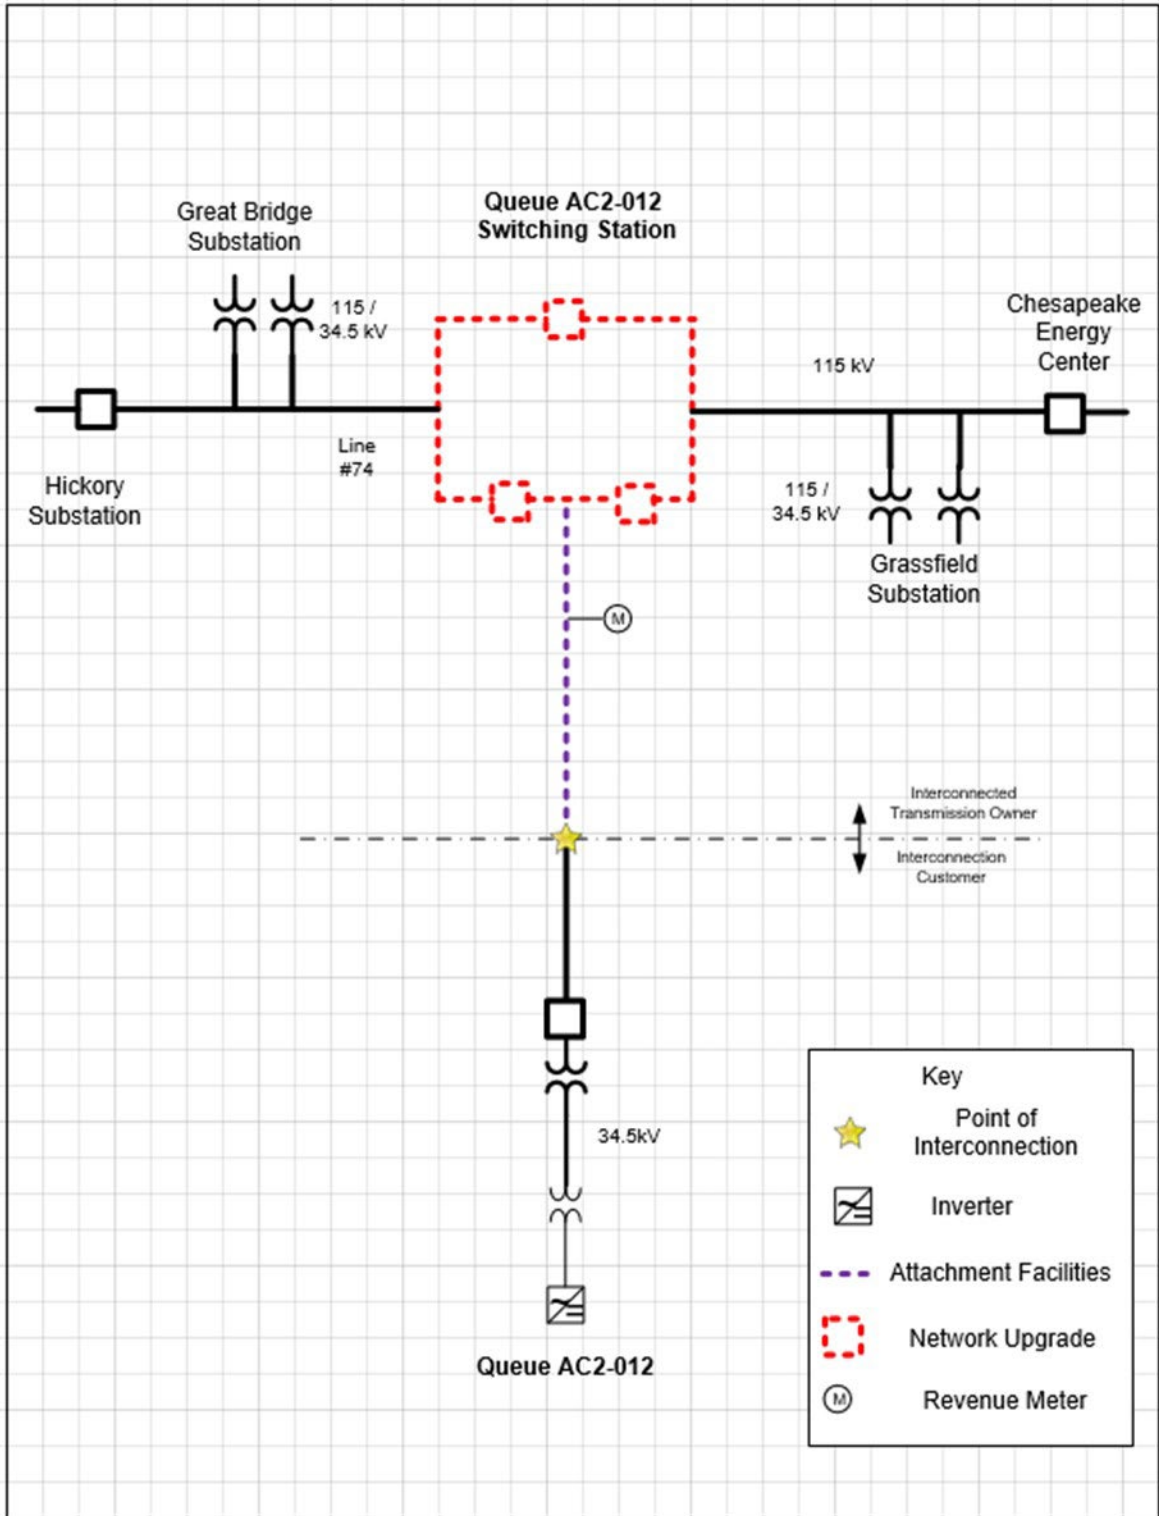 Queue AC2-012
Switching Station
Great Bridge
Substation
115 /
34.5 kV
Chesapeake
Energy
Center
115 kV
Line
#74
Hickory
Substation
115 /
34.5 kV
Grassfield
Substation
M
Interconnected
Transmission Owner
Interconnection
Customer
34.5kV
Queue AC2-012
Key
Point of
Interconnection
Inverter
Attachment Facilities
Network Upgrade
M
Revenue Meter